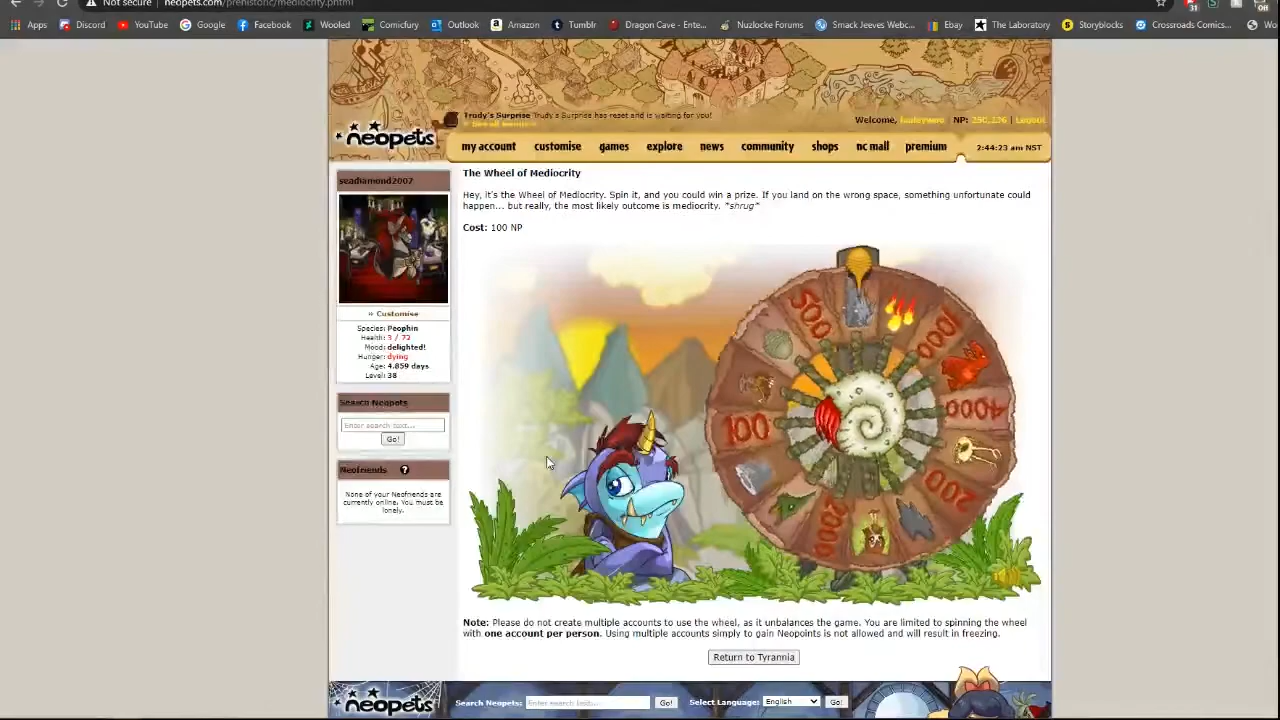 Not secure | neopets.com/prehistoric/mediocrity.phtml
Apps Discord YouTube Google Facebook Wooled Comicfury Outlook Amazon Tumblr Dragon Cave - Ente... Nuzlocke Forums Smack Jeeves Webc... Ebay The Laboratory Storyblocks Crossroads Comics...
Trudy's Surprise Trudy's Surprise has reset and is waiting for you!
Welcome, NP: | Logout
neopets
my account customise games explore news community shops nc mall premium 2:44:23 am NST
seadiamond2007
» Customise
Species: Peophin
Health: 3 / 72
Mood: delighted!
Hunger: dying
Age: 4,859 days
Level: 38
Search Neopets
Enter search text...
Go!
Neofriends ?
None of your Neofriends are
currently online. You must be
lonely.
The Wheel of Mediocrity
Hey, it's the Wheel of Mediocrity. Spin it, and you could win a prize. If you land on the wrong space, something unfortunate could
happen... but really, the most likely outcome is mediocrity. *shrug*
Cost: 100 NP
500
1000
4000
200
2000
100
Note: Please do not create multiple accounts to use the wheel, as it unbalances the game. You are limited to spinning the wheel
with one account per person. Using multiple accounts simply to gain Neopoints is not allowed and will result in freezing.
Return to Tyrannia
neopets
Search Neopets: Enter search text... Go! Select Language: English Go!